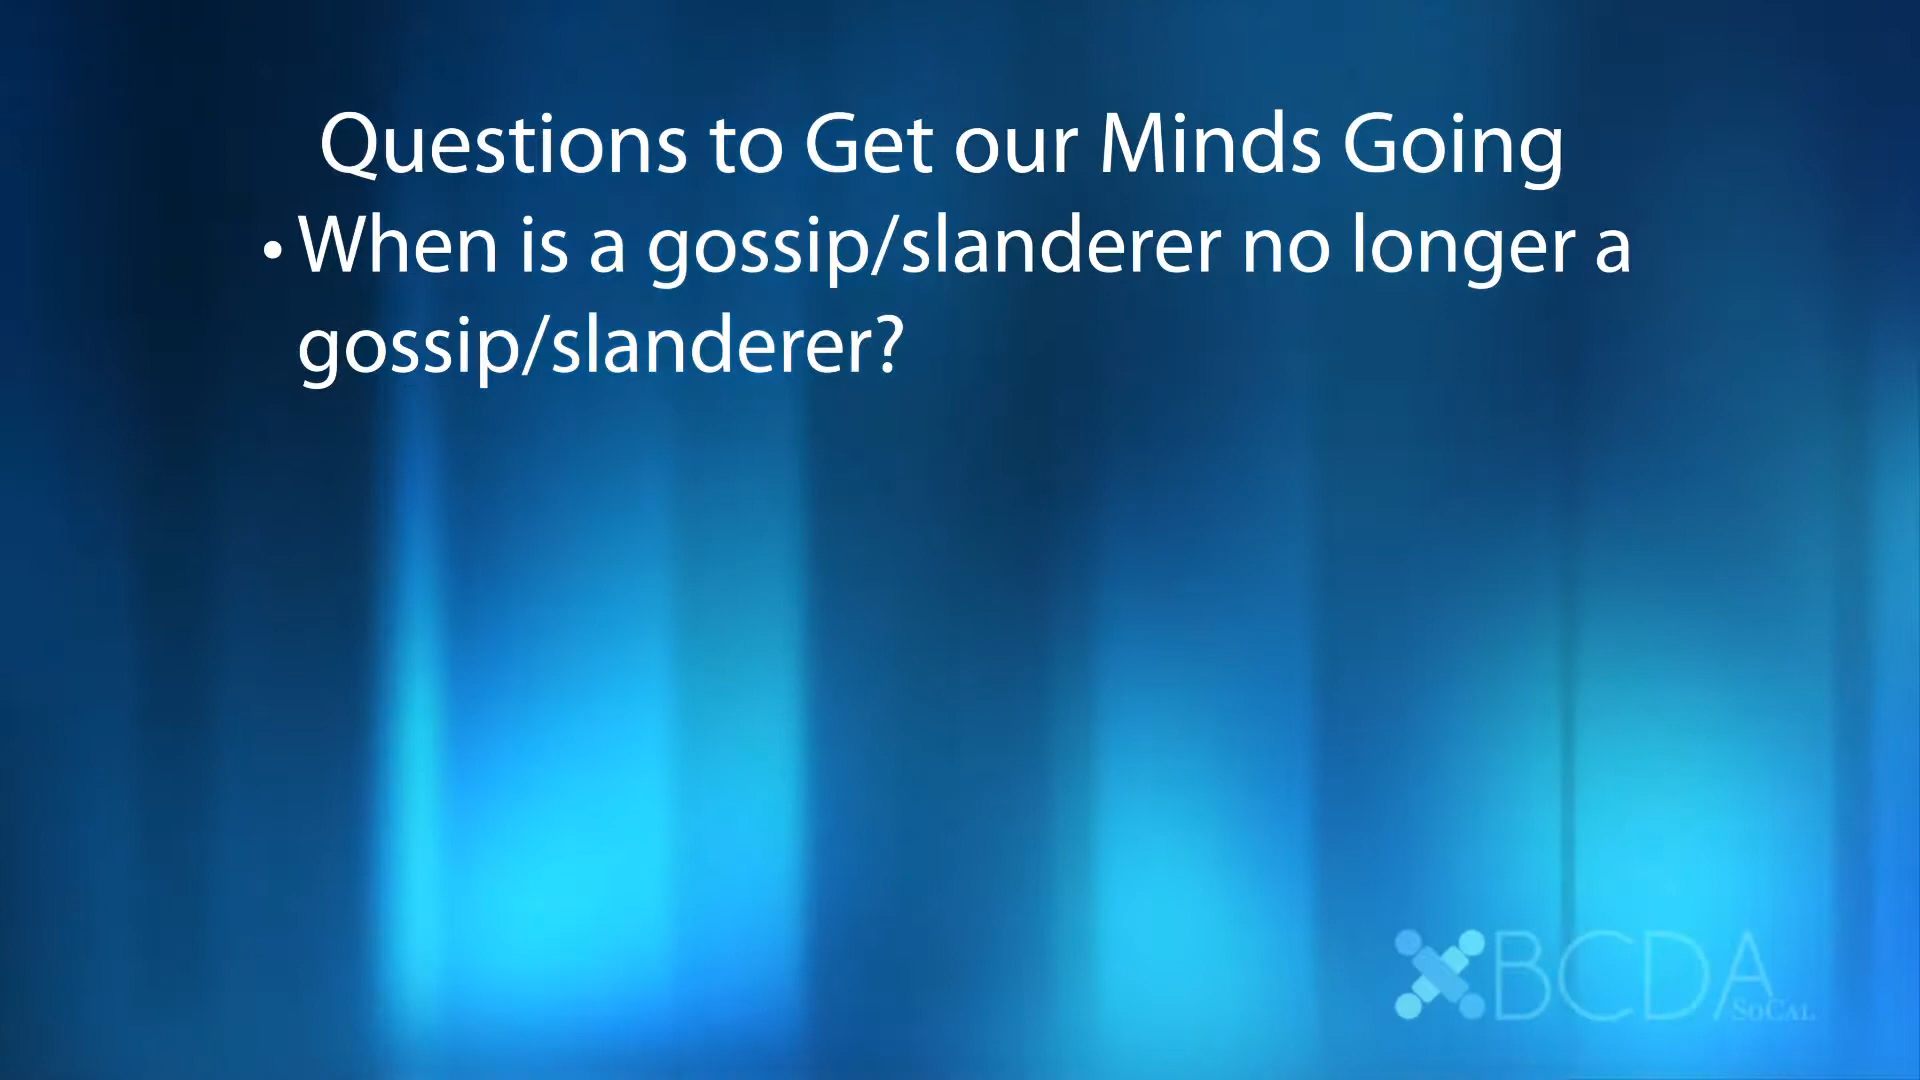 Questions to Get our Minds Going
• When is a gossip/slanderer no longer a
gossip/slanderer?
BCDA
SoCal